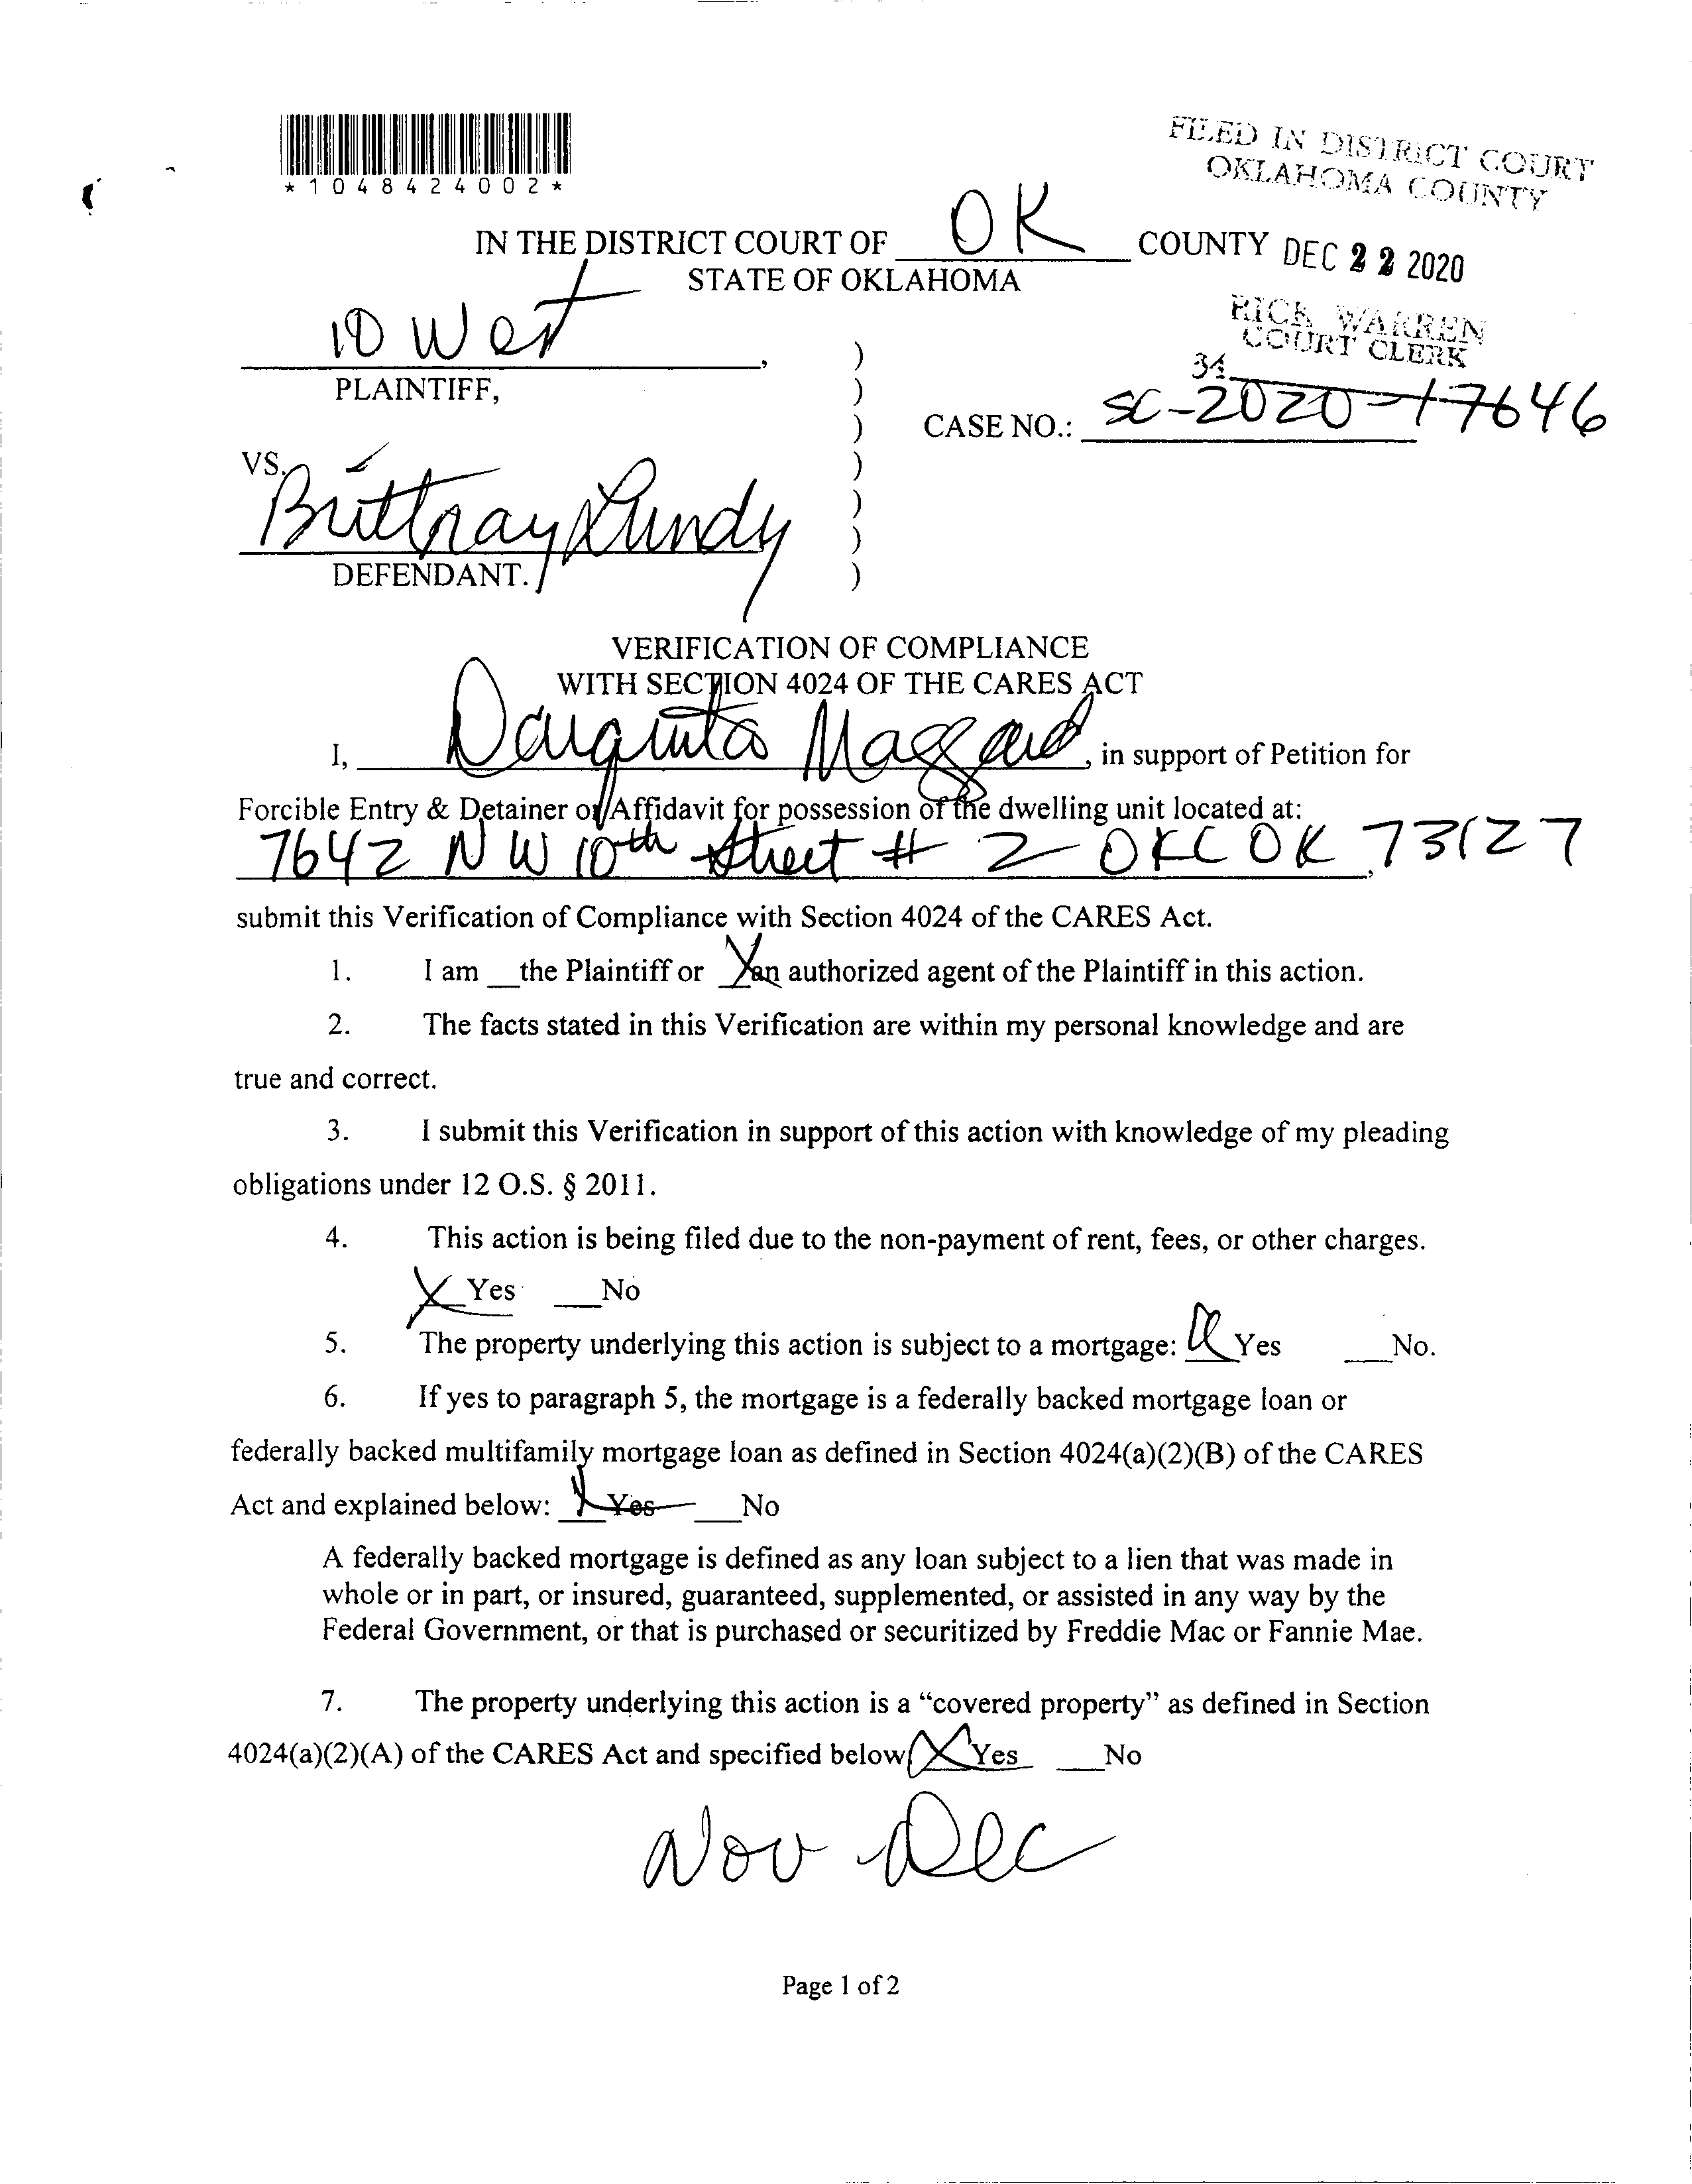 *1048424002*
FILED IN DISTRICT COURT
OKLAHOMA COUNTY
IN THE DISTRICT COURT OF OK COUNTY
DEC 22 2020
STATE OF OKLAHOMA
RICK WARREN
COURT CLERK
10 West, )
34
PLAINTIFF, )
) CASE NO.: SC-2020-17646
VS. )
Brittnay Lundy )
)
DEFENDANT. )
VERIFICATION OF COMPLIANCE
WITH SECTION 4024 OF THE CARES ACT
I, Maggard, in support of Petition for
Forcible Entry & Detainer or Affidavit for possession of the dwelling unit located at:
7642 NW 10th Street # 2 OKC OK 73127,
submit this Verification of Compliance with Section 4024 of the CARES Act.
1. I am __the Plaintiff or X an authorized agent of the Plaintiff in this action.
2. The facts stated in this Verification are within my personal knowledge and are
true and correct.
3. I submit this Verification in support of this action with knowledge of my pleading
obligations under 12 O.S. § 2011.
4. This action is being filed due to the non-payment of rent, fees, or other charges.
X Yes ___No
5. The property underlying this action is subject to a mortgage: Yes ___No.
6. If yes to paragraph 5, the mortgage is a federally backed mortgage loan or
federally backed multifamily mortgage loan as defined in Section 4024(a)(2)(B) of the CARES
Act and explained below: X Yes ___No
A federally backed mortgage is defined as any loan subject to a lien that was made in
whole or in part, or insured, guaranteed, supplemented, or assisted in any way by the
Federal Government, or that is purchased or securitized by Freddie Mac or Fannie Mae.
7. The property underlying this action is a “covered property” as defined in Section
4024(a)(2)(A) of the CARES Act and specified below X Yes ___No
Nov Dec
Page 1 of 2